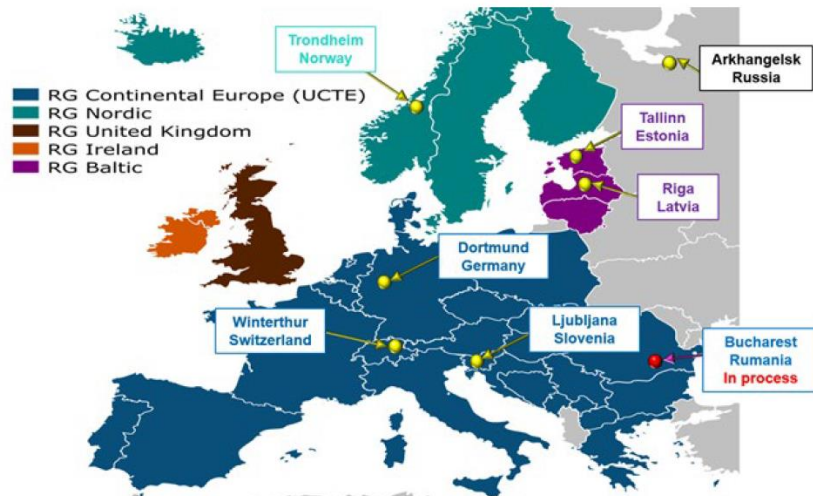 Trondheim
Norway
Arkhangelsk
Russia
RG Continental Europe (UCTE)
RG Nordic
RG United Kingdom
RG Ireland
RG Baltic
Tallinn
Estonia
Riga
Latvia
Dortmund
Germany
Winterthur
Switzerland
Ljubljana
Slovenia
Bucharest
Rumania
In process